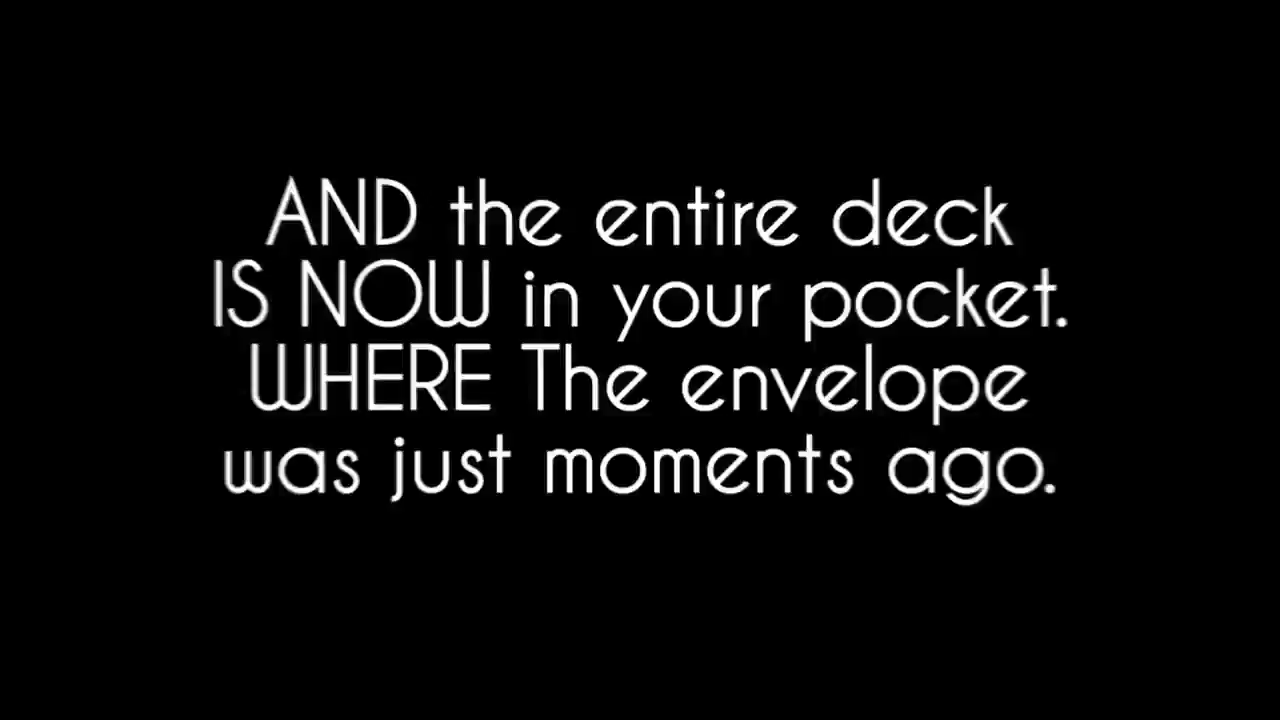 AND the entire deck
IS NOW in your pocket.
WHERE The envelope
was just moments ago.